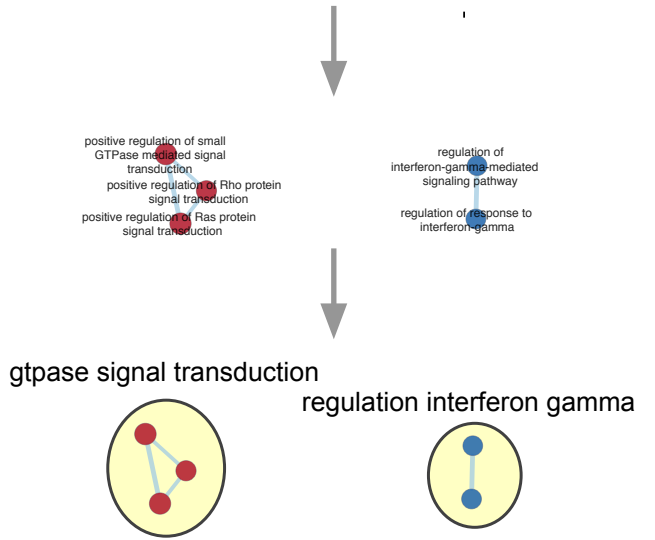 positive regulation of small
GTPase mediated signal
transduction
positive regulation of Rho protein
signal transduction
positive regulation of Ras protein
signal transduction
regulation of
interferon-gamma-mediated
signaling pathway
regulation of response to
interferon-gamma
gtpase signal transduction
regulation interferon gamma